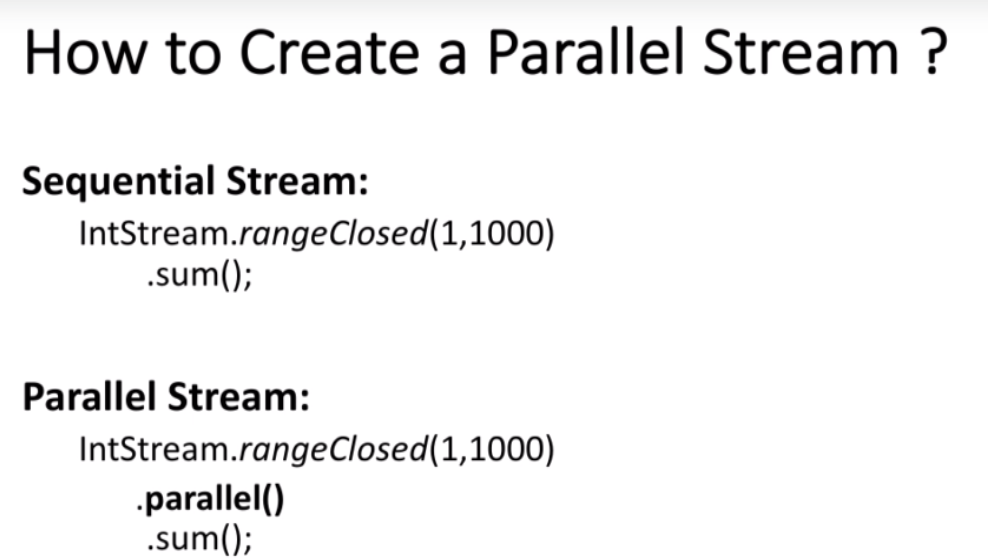 How to Create a Parallel Stream ?
Sequential Stream:
IntStream.rangeClosed(1,1000)
.sum();
Parallel Stream:
IntStream.rangeClosed(1,1000)
.parallel()
.sum();